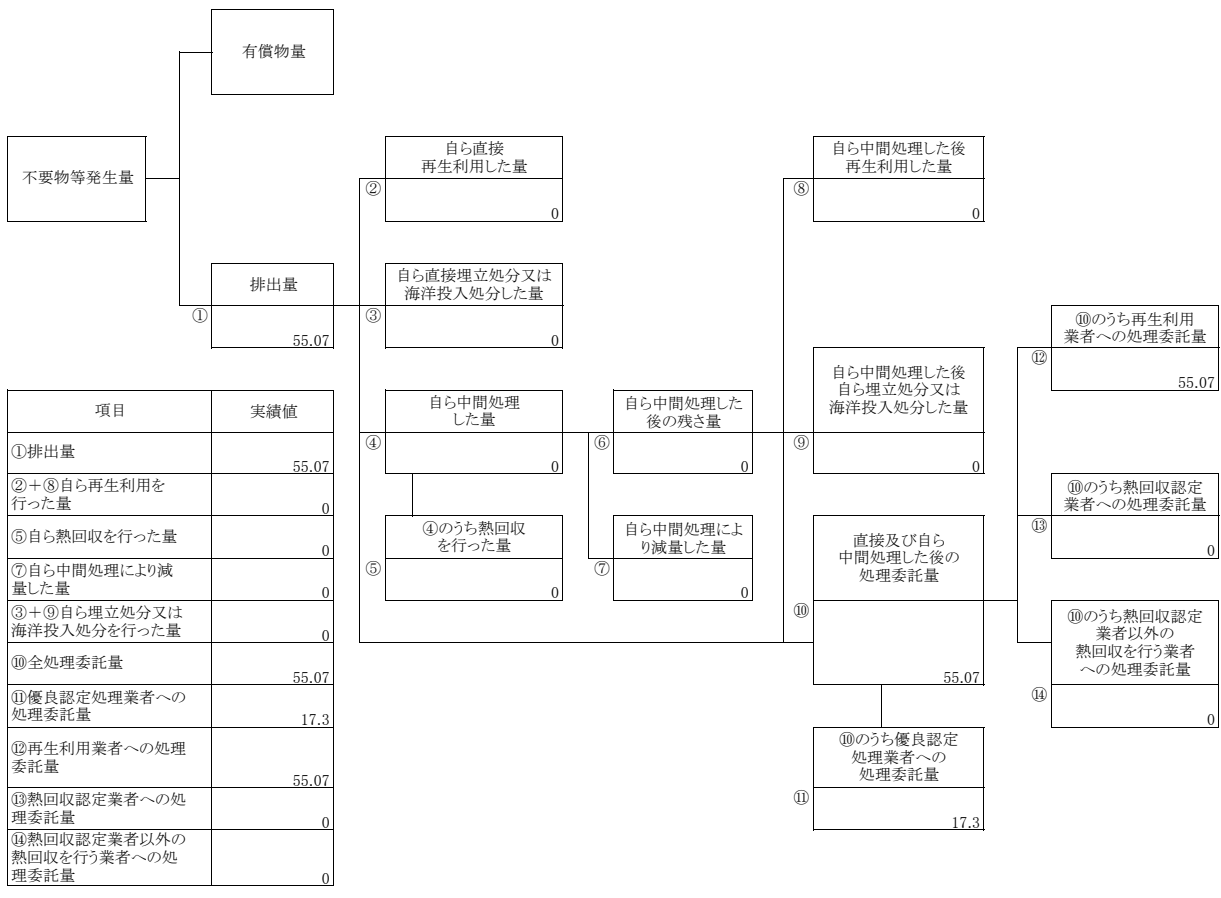 有償物量
不要物等発生量
排出量
①
55.07
自ら直接
再生利用した量
②
0
自ら直接埋立処分又は
海洋投入処分した量
③
0
自ら中間処理
した量
④
0
④のうち熱回収
を行った量
⑤
0
自ら中間処理した
後の残さ量
⑥
0
自ら中間処理によ
り減量した量
⑦
0
自ら中間処理した後
再生利用した量
⑧
0
自ら中間処理した後
自ら埋立処分又は
海洋投入処分した量
⑨
0
直接及び自ら
中間処理した後の
処理委託量
⑩
55.07
⑩のうち優良認定
処理業者への
処理委託量
⑪
17.3
⑩のうち再生利用
業者への処理委託量
⑫
55.07
⑩のうち熱回収認定
業者への処理委託量
⑬
0
⑩のうち熱回収認定
業者以外の
熱回収を行う業者
への処理委託量
⑭
0
項目 実績値
①排出量
55.07
②＋⑧自ら再生利用を
行った量
0
⑤自ら熱回収を行った量
0
⑦自ら中間処理により減
量した量
0
③＋⑨自ら埋立処分又は
海洋投入処分を行った量
0
⑩全処理委託量
55.07
⑪優良認定処理業者への
処理委託量
17.3
⑫再生利用業者への処理
委託量
55.07
⑬熱回収認定業者への処
理委託量
0
⑭熱回収認定業者以外の
熱回収を行う業者への処
理委託量
0